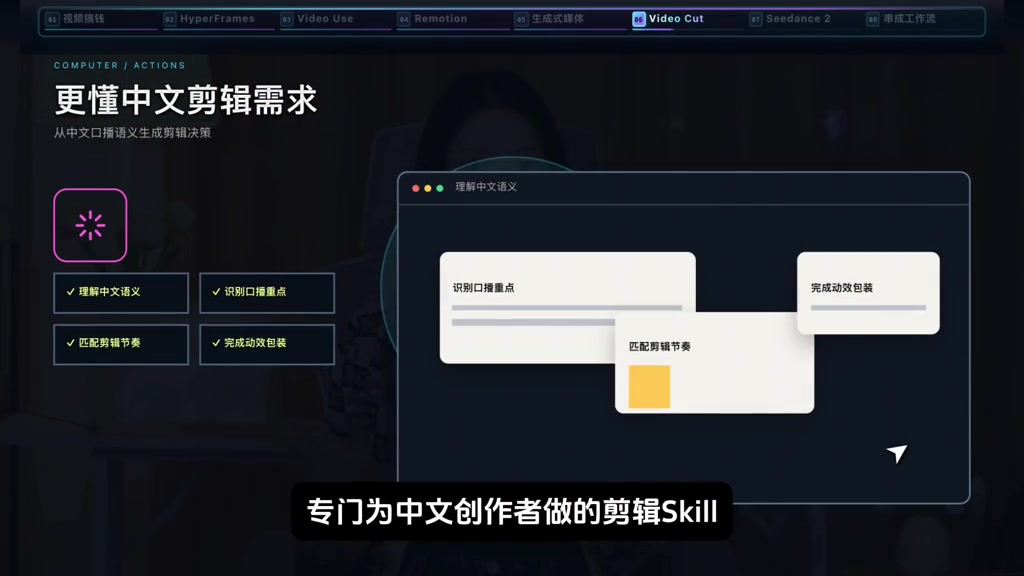 01 视频搞钱 02 HyperFrames 03 Video Use 04 Remotion 05 生成式媒体 06 Video Cut 07 Seedance 2 08 串成工作流
COMPUTER / ACTIONS
更懂中文剪辑需求
从中文口播语义生成剪辑决策
理解中文语义
✓ 理解中文语义
✓ 识别口播重点
✓ 匹配剪辑节奏
✓ 完成动效包装
识别口播重点
完成动效包装
匹配剪辑节奏
专门为中文创作者做的剪辑Skill